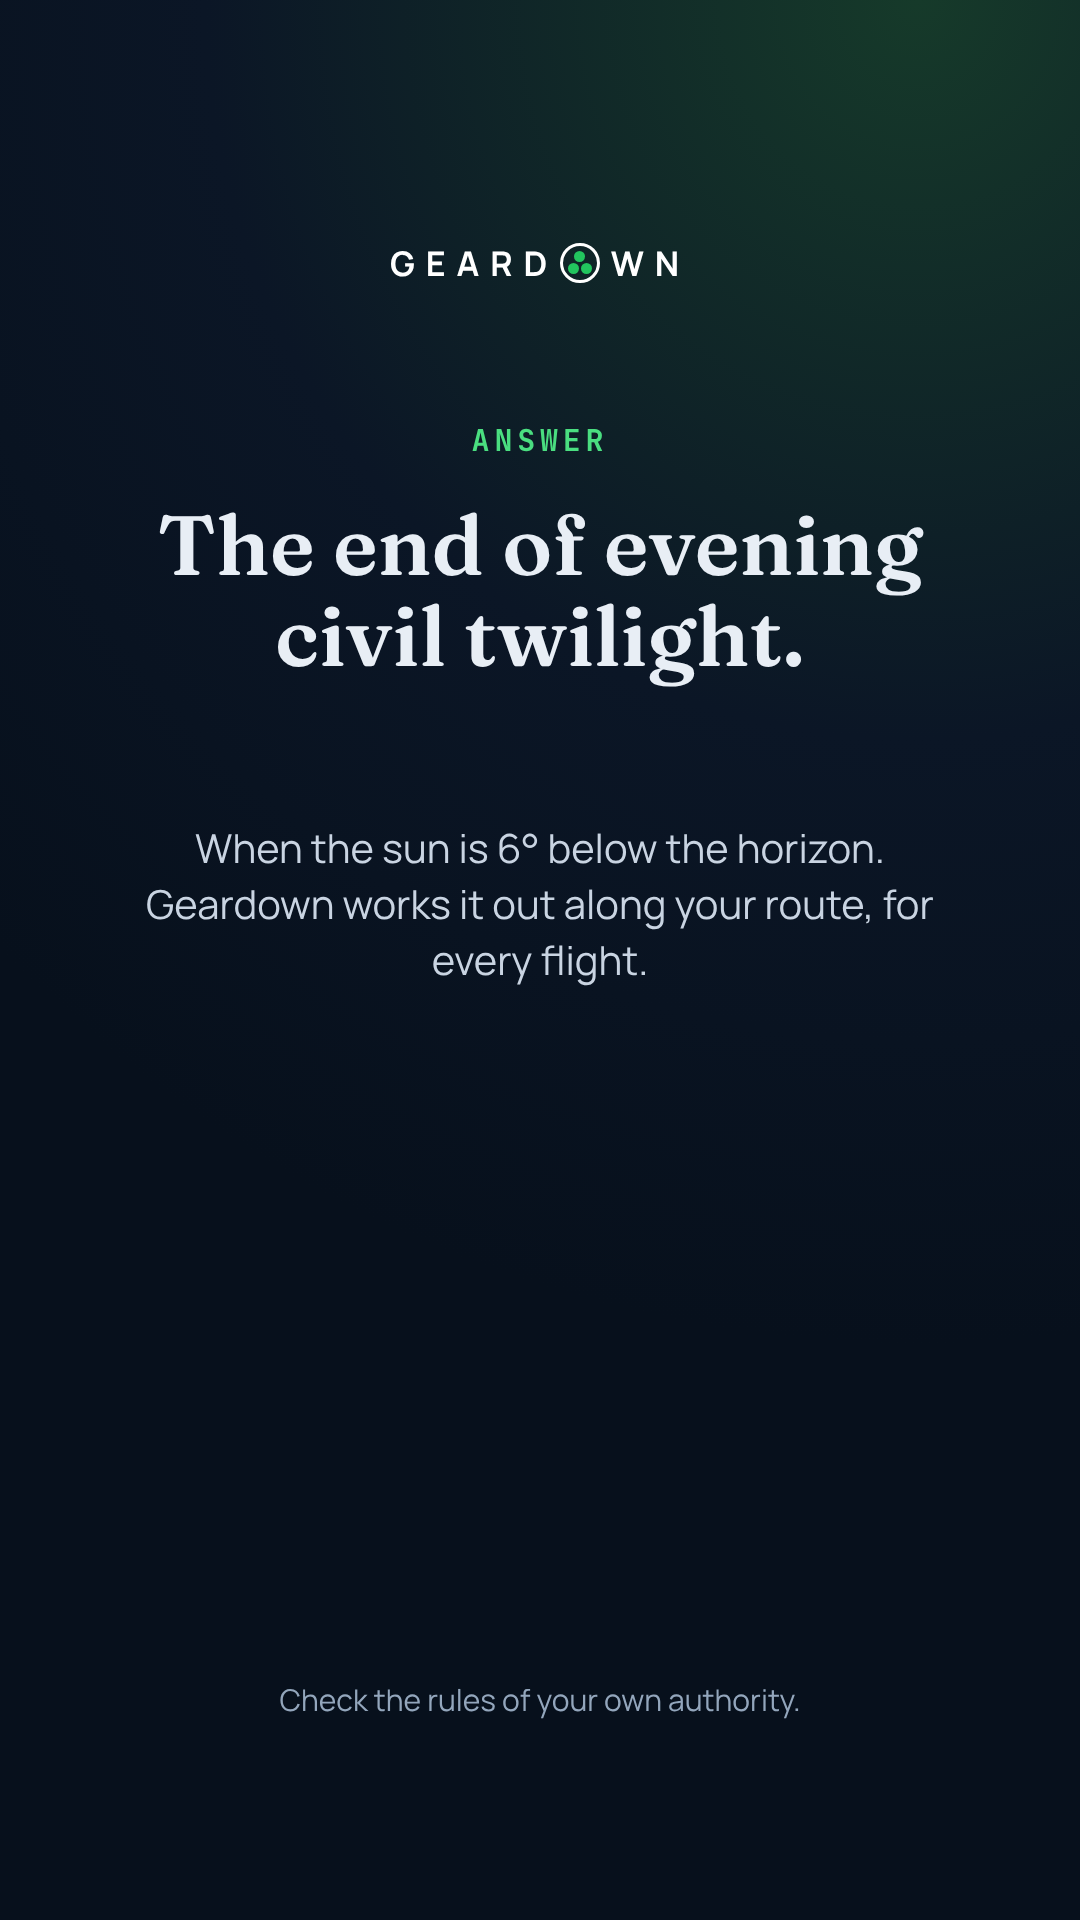 GEARDOWN
ANSWER
The end of evening
civil twilight.
When the sun is 6° below the horizon.
Geardown works it out along your route, for
every flight.
Check the rules of your own authority.